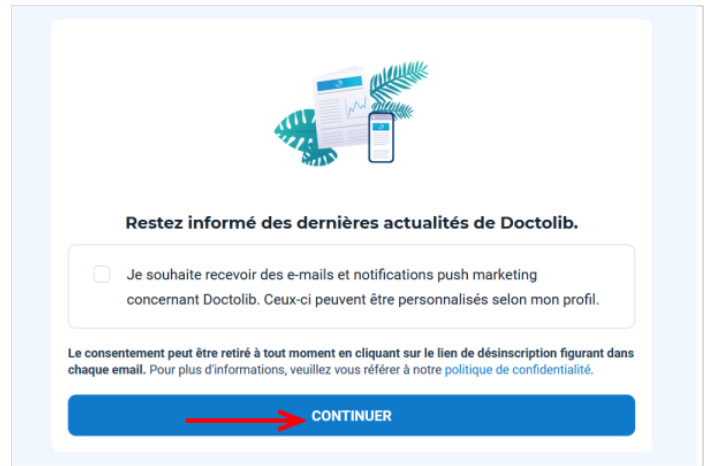 Restez informé des dernières actualités de Doctolib.
Je souhaite recevoir des e-mails et notifications push marketing
concernant Doctolib. Ceux-ci peuvent être personnalisés selon mon profil.
Le consentement peut être retiré à tout moment en cliquant sur le lien de désinscription figurant dans
chaque email. Pour plus d'informations, veuillez vous référer à notre politique de confidentialité.
CONTINUER